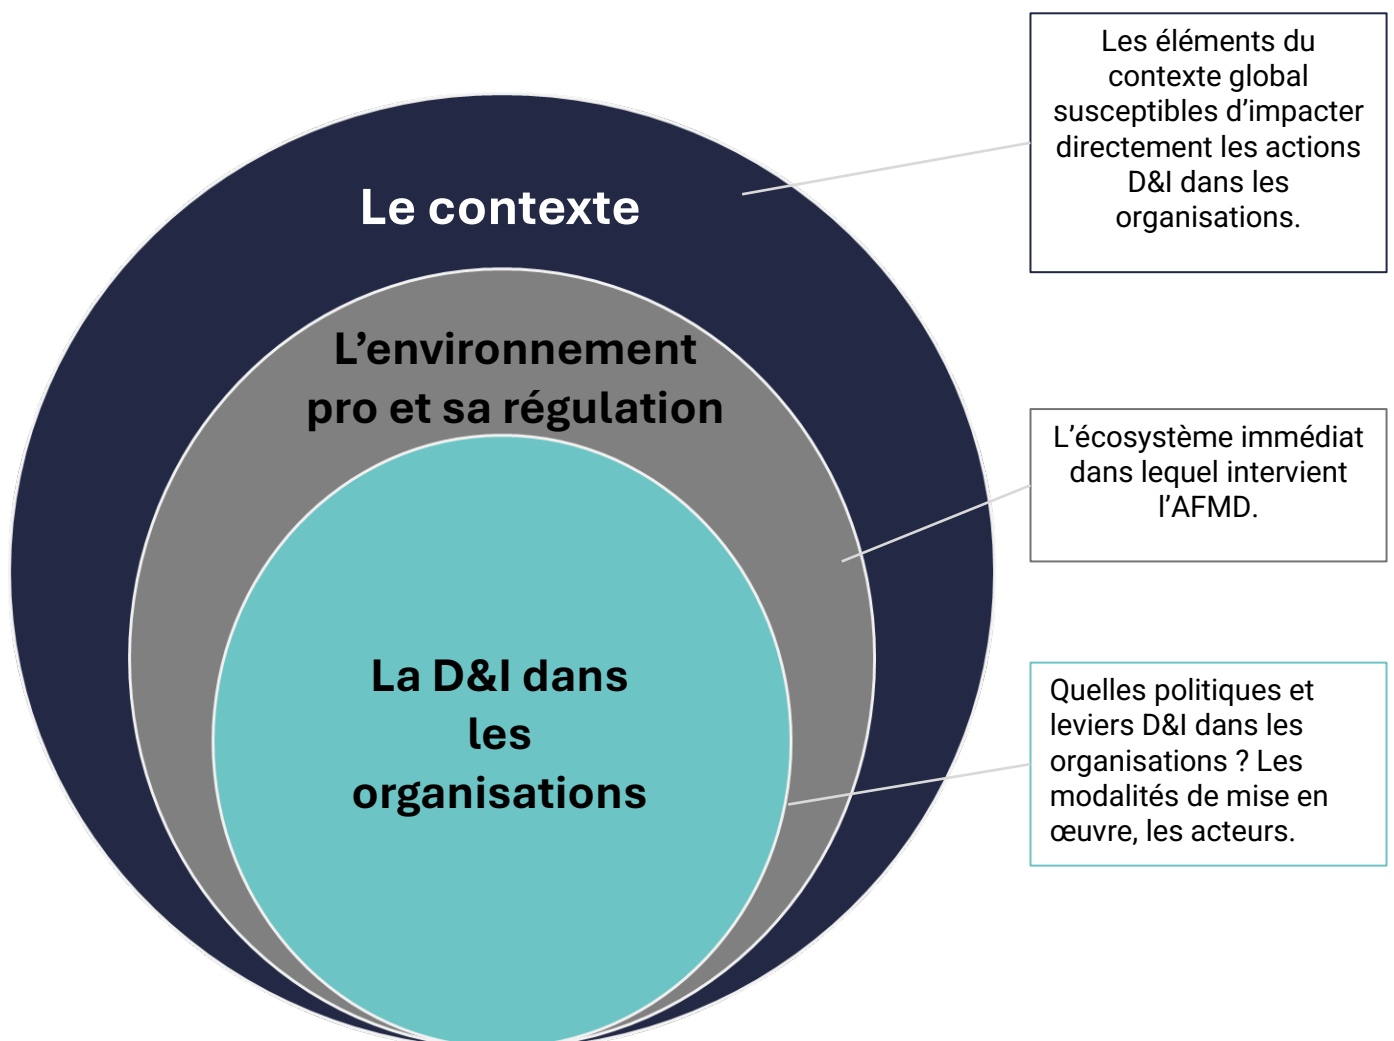 Le contexte
L’environnement
pro et sa régulation
La D&I dans
les
organisations
Les éléments du
contexte global
susceptibles d’impacter
directement les actions
D&I dans les
organisations.
L’écosystème immédiat
dans lequel intervient
l’AFMD.
Quelles politiques et
leviers D&I dans les
organisations ? Les
modalités de mise en
œuvre, les acteurs.